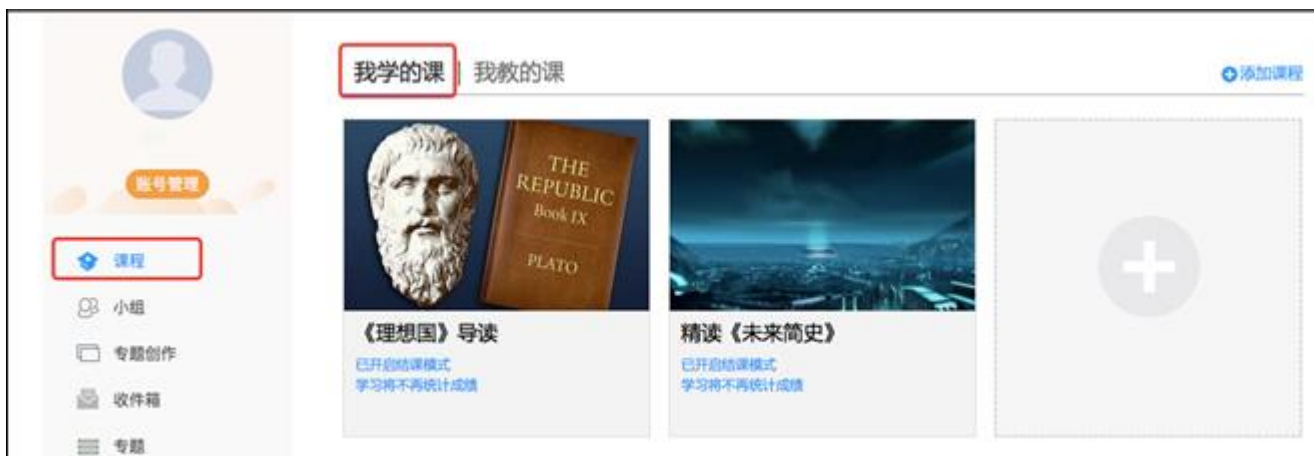 我学的课 | 我教的课
添加课程
账号管理
课程
小组
专题创作
收件箱
专题
THE
REPUBLIC
Book IX
PLATO
《理想国》导读
已开启结课模式
学习将不再统计成绩
精读《未来简史》
已开启结课模式
学习将不再统计成绩